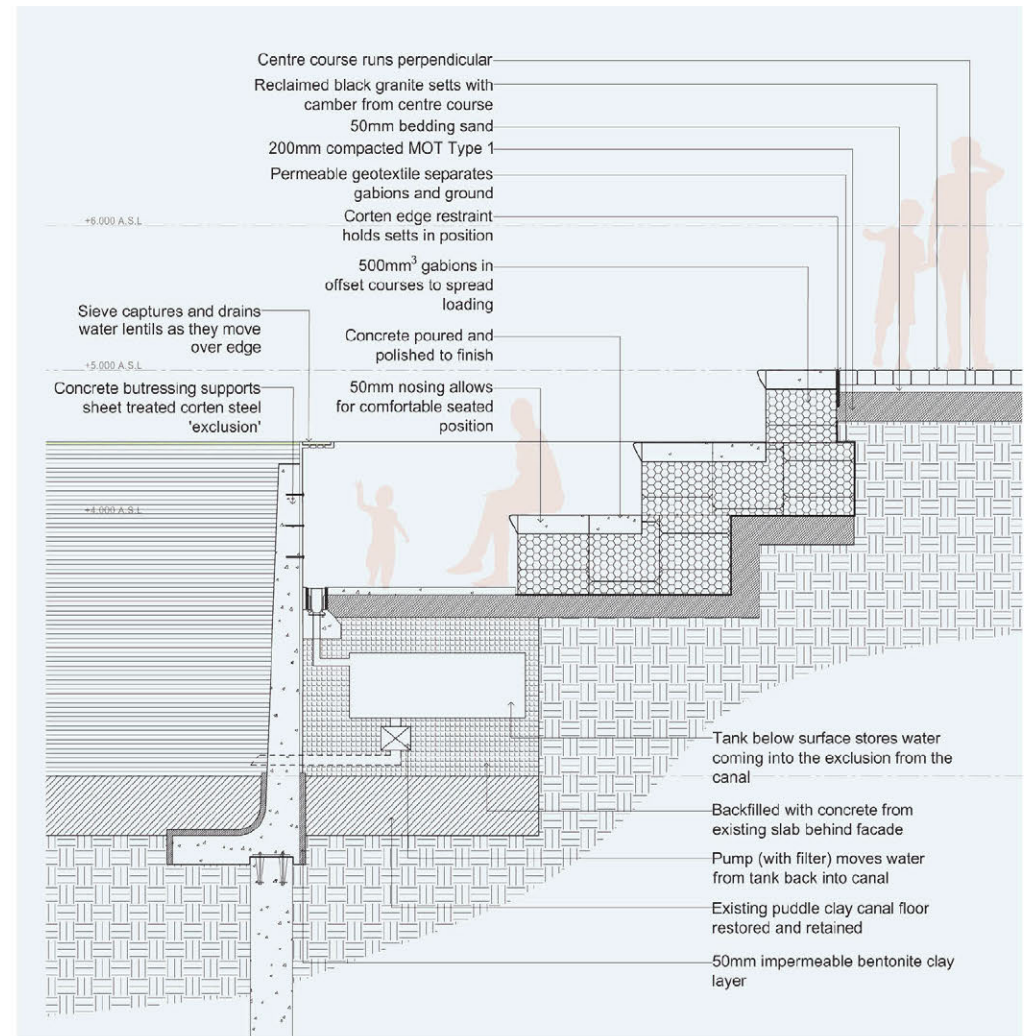 Centre course runs perpendicular
Reclaimed black granite setts with
camber from centre course
50mm bedding sand
200mm compacted MOT Type 1
Permeable geotextile separates
gabions and ground
+6.000 A.S.L
Corten edge restraint
holds setts in position
500mm³ gabions in
offset courses to spread
loading
Sieve captures and drains
water lentils as they move
over edge
Concrete poured and
polished to finish
+5.000 A.S.L
Concrete butressing supports
sheet treated corten steel
'exclusion'
50mm nosing allows
for comfortable seated
position
+4.000 A.S.L
Tank below surface stores water
coming into the exclusion from the
canal
Backfilled with concrete from
existing slab behind facade
Pump (with filter) moves water
from tank back into canal
Existing puddle clay canal floor
restored and retained
50mm impermeable bentonite clay
layer